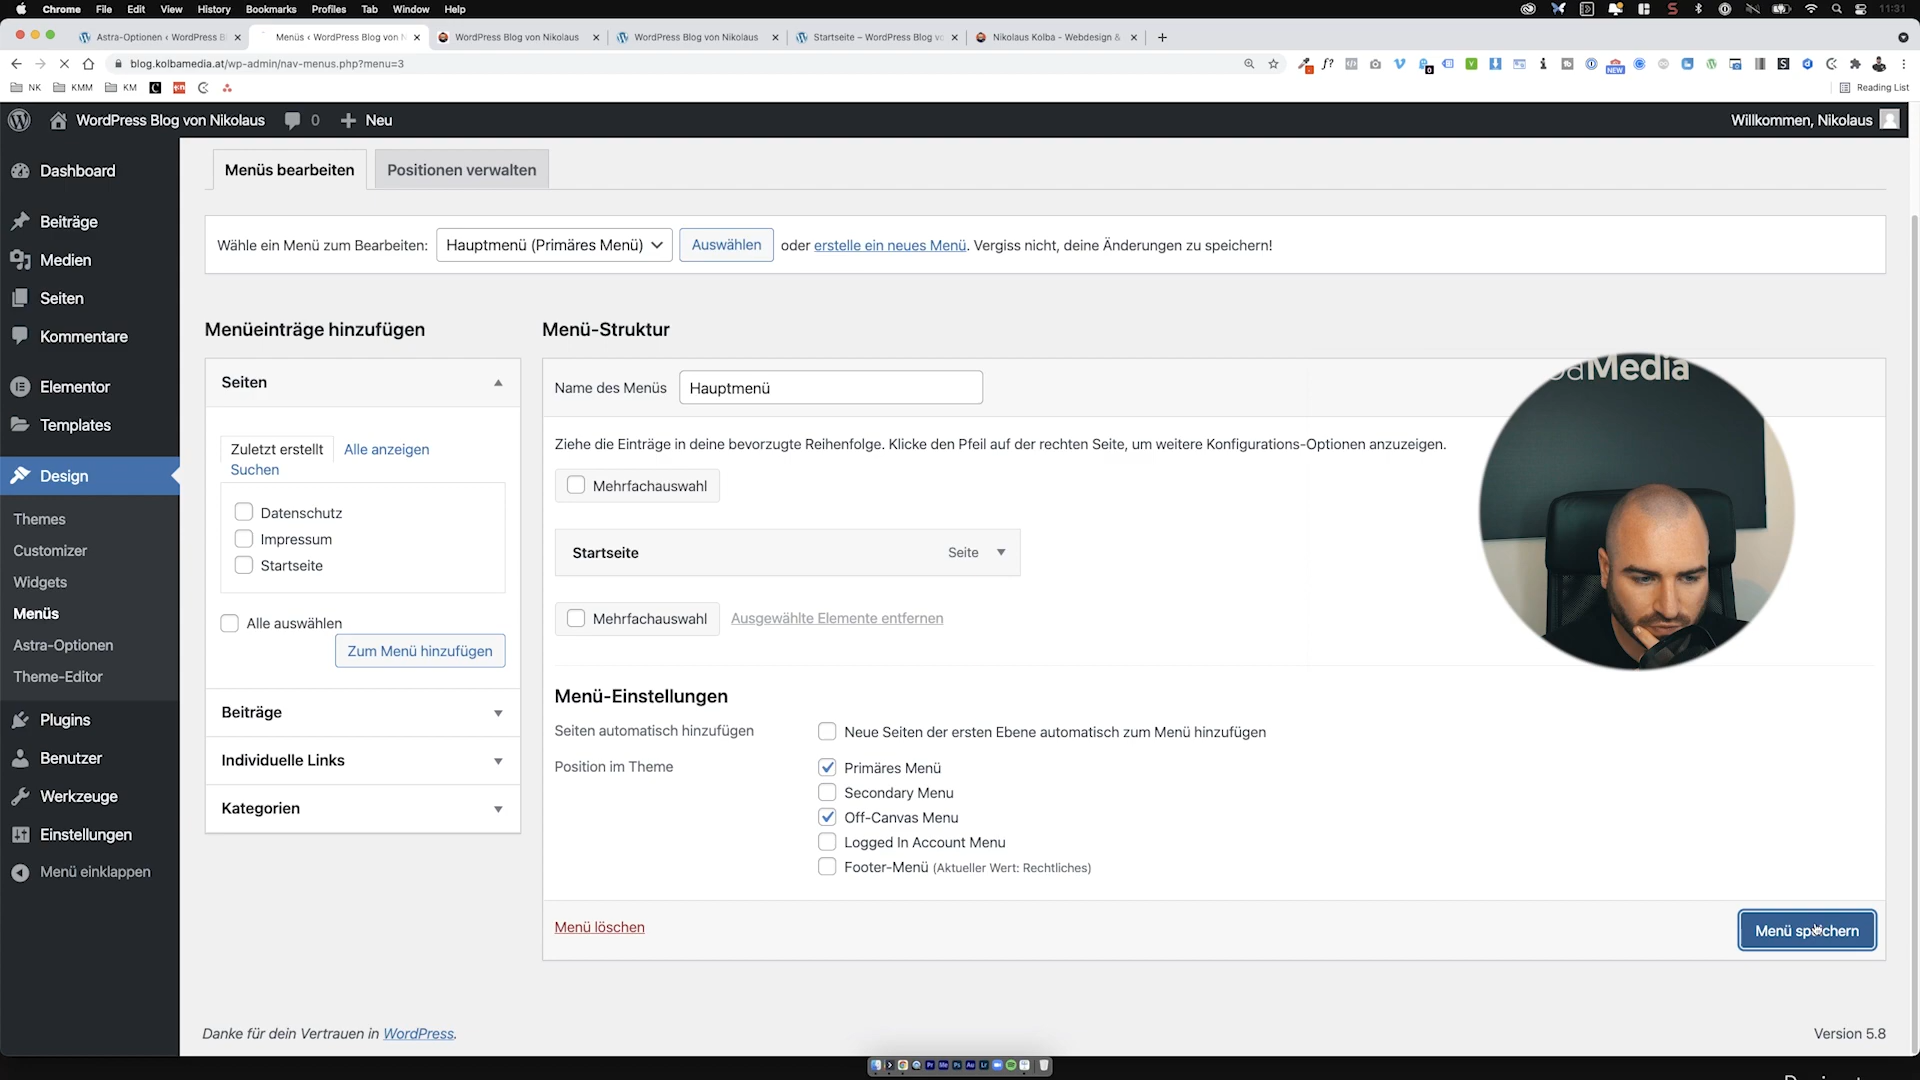 Chrome File Edit View History Bookmarks Profiles Tab Window Help 11:31
Astra-Optionen ‹ WordPress B
Menüs ‹ WordPress Blog von N
WordPress Blog von Nikolaus
WordPress Blog von Nikolaus
Startseite – WordPress Blog vo
Nikolaus Kolba - Webdesign &
blog.kolbamedia.at/wp-admin/nav-menus.php?menu=3
NK KMM KM Reading List
WordPress Blog von Nikolaus 0 Neu Willkommen, Nikolaus
Dashboard
Beiträge
Medien
Seiten
Kommentare
Elementor
Templates
Design
Themes
Customizer
Widgets
Menüs
Astra-Optionen
Theme-Editor
Plugins
Benutzer
Werkzeuge
Einstellungen
Menü einklappen
Menüs bearbeiten Positionen verwalten
Wähle ein Menü zum Bearbeiten: Hauptmenü (Primäres Menü) Auswählen oder erstelle ein neues Menü. Vergiss nicht, deine Änderungen zu speichern!
Menüeinträge hinzufügen
Seiten
Zuletzt erstellt Alle anzeigen
Suchen
Datenschutz
Impressum
Startseite
Alle auswählen
Zum Menü hinzufügen
Beiträge
Individuelle Links
Kategorien
Menü-Struktur
Name des Menüs Hauptmenü
Ziehe die Einträge in deine bevorzugte Reihenfolge. Klicke den Pfeil auf der rechten Seite, um weitere Konfigurations-Optionen anzuzeigen.
Mehrfachauswahl
Startseite Seite
Mehrfachauswahl Ausgewählte Elemente entfernen
Menü-Einstellungen
Seiten automatisch hinzufügen Neue Seiten der ersten Ebene automatisch zum Menü hinzufügen
Position im Theme Primäres Menü
Secondary Menu
Off-Canvas Menu
Logged In Account Menu
Footer-Menü (Aktueller Wert: Rechtliches)
Menü löschen Menü speichern
Media
Danke für dein Vertrauen in WordPress. Version 5.8